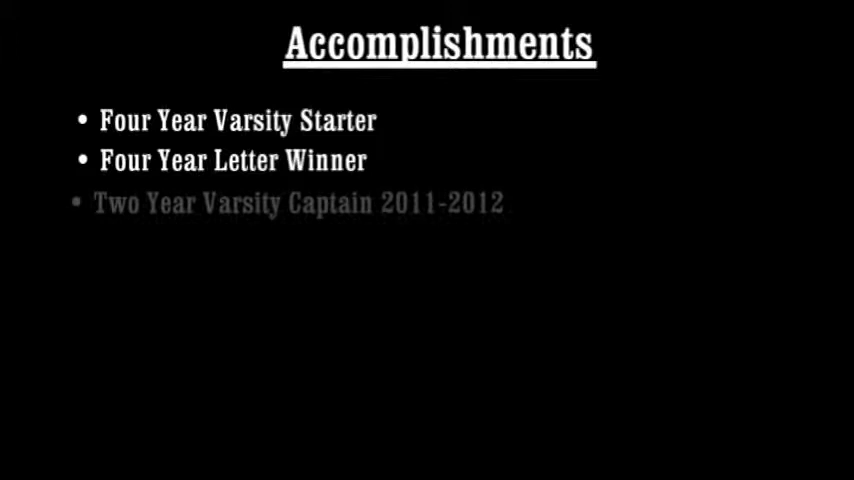 Accomplishments
• Four Year Varsity Starter
• Four Year Letter Winner
• Two Year Varsity Captain 2011-2012